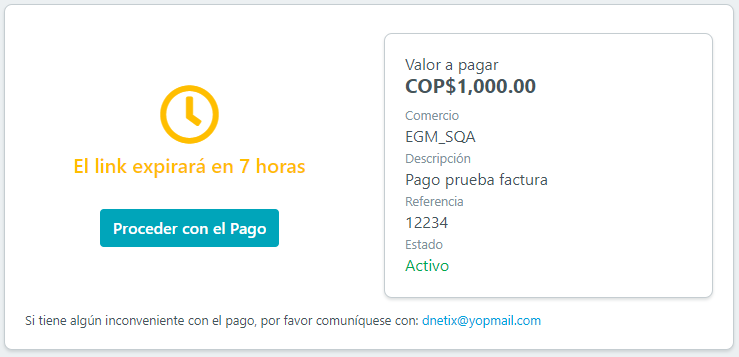 El link expirará en 7 horas
Proceder con el Pago
Valor a pagar
COP$1,000.00
Comercio
EGM_SQA
Descripción
Pago prueba factura
Referencia
12234
Estado
Activo
Si tiene algún inconveniente con el pago, por favor comuníquese con: dnetix@yopmail.com